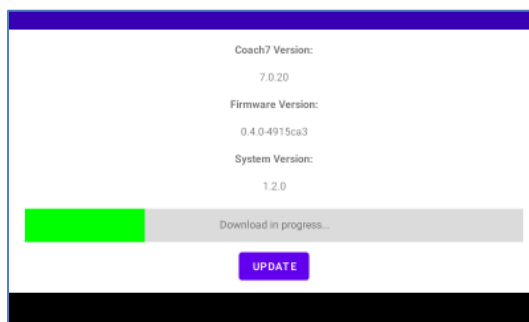 Coach7 Version:
7.0.20
Firmware Version:
0.4.0-4915ca3
System Version:
1.2.0
Download in progress...
UPDATE